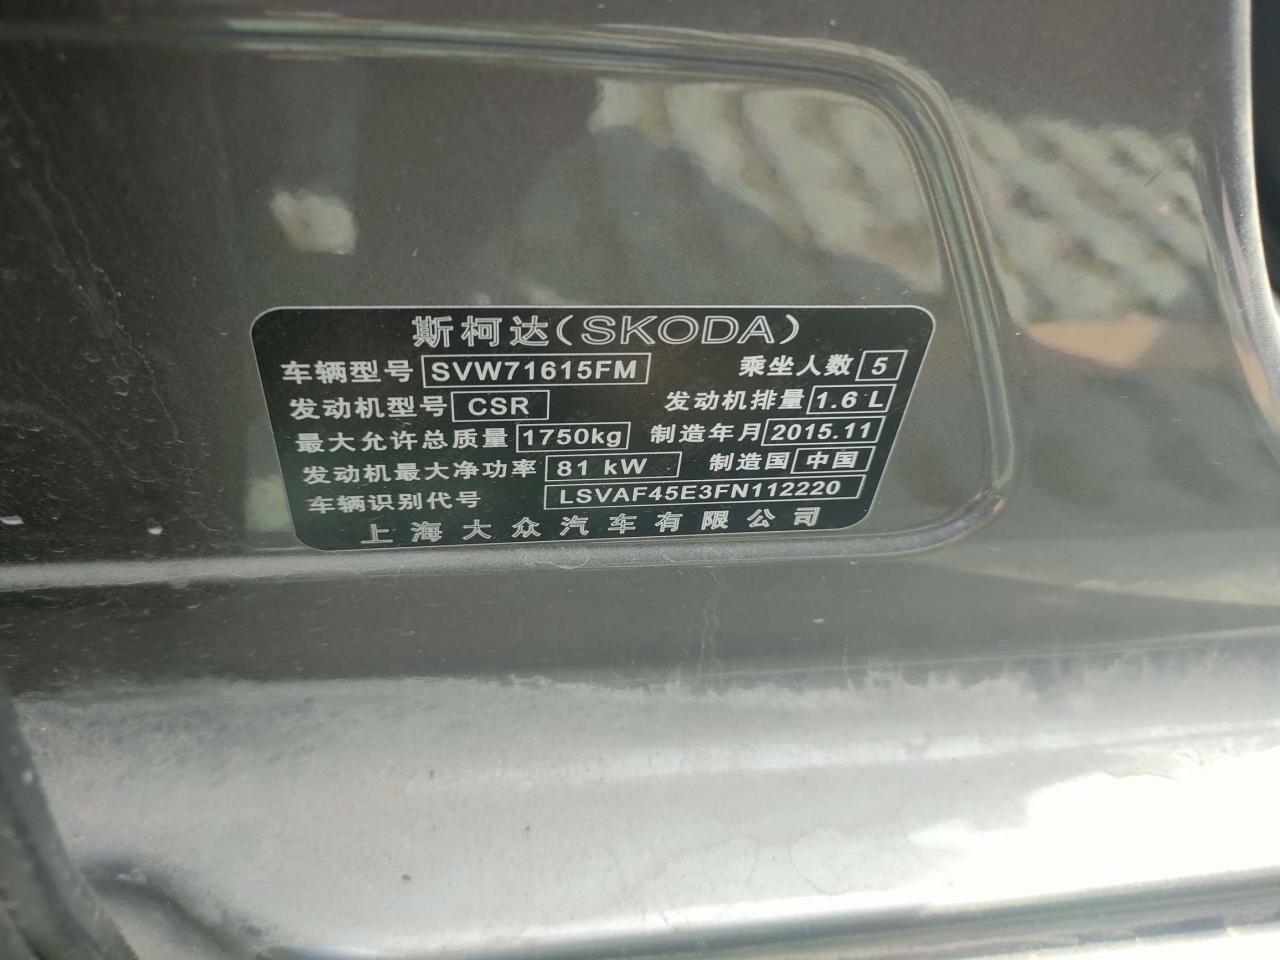 斯柯达(SKODA)
车辆型号 SVW71615FM 乘坐人数 5
发动机型号 CSR 发动机排量 1.6 L
最大允许总质量 1750kg 制造年月 2015.11
发动机最大净功率 81 kW 制造国 中国
车辆识别代号 LSVAF45E3FN112220
上海大众汽车有限公司